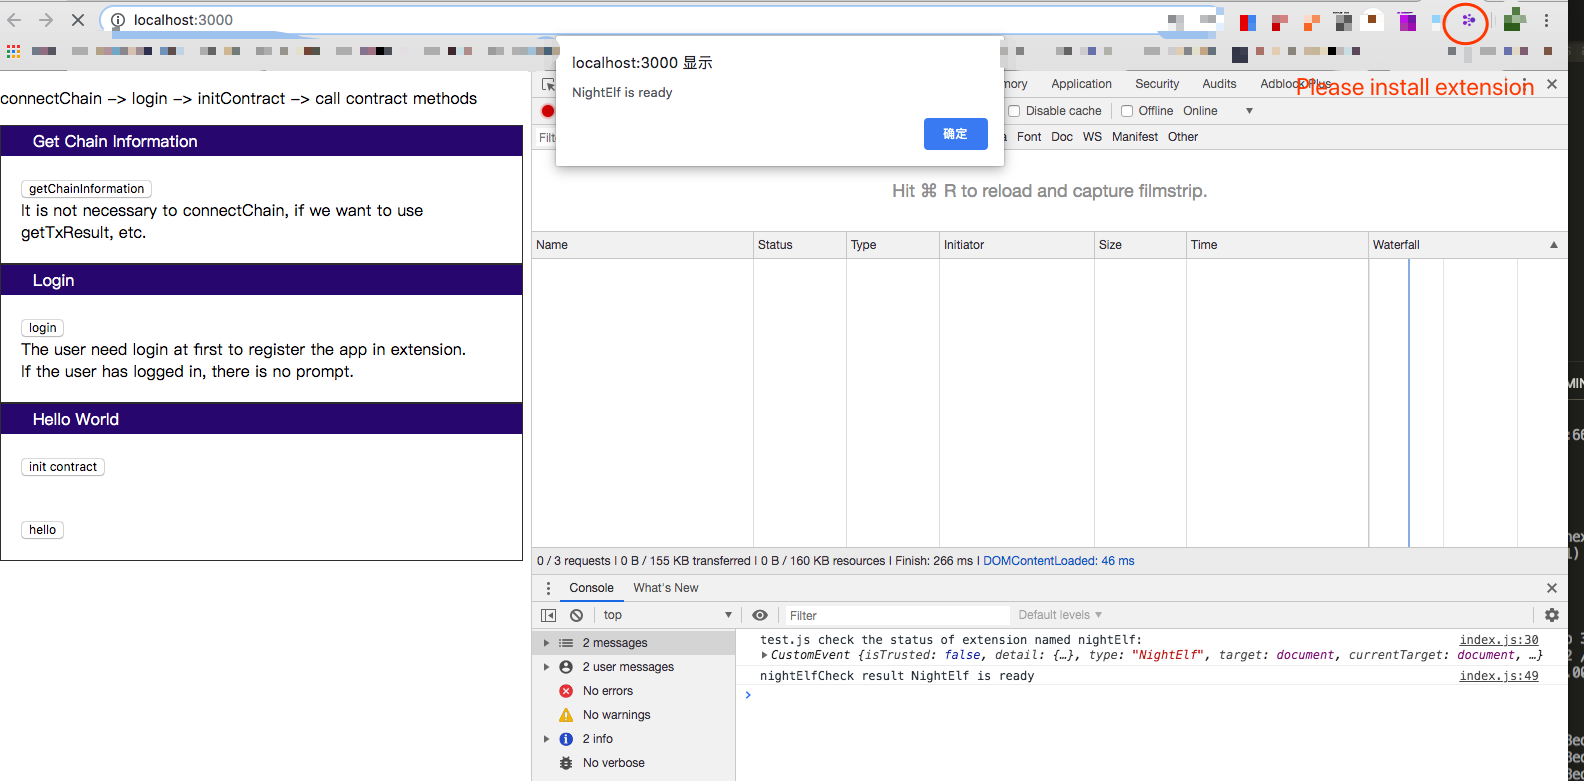 localhost:3000
localhost:3000 显示
NightElf is ready
确定
Please install extension
connectChain -> login -> initContract -> call contract methods
Get Chain Information
getChainInformation
It is not necessary to connectChain, if we want to use
getTxResult, etc.
Login
login
The user need login at first to register the app in extension.
If the user has logged in, there is no prompt.
Hello World
init contract
hello
Application Security Audits
Disable cache Offline Online
Font Doc WS Manifest Other
Hit ⌘ R to reload and capture filmstrip.
Name Status Type Initiator Size Time Waterfall
0 / 3 requests | 0 B / 155 KB transferred | 0 B / 160 KB resources | Finish: 266 ms | DOMContentLoaded: 46 ms
Console What's New
top Filter Default levels
2 messages
2 user messages
No errors
No warnings
2 info
No verbose
test.js check the status of extension named nightElf: index.js:30
CustomEvent {isTrusted: false, detail: {…}, type: "NightElf", target: document, currentTarget: document, …}
nightElfCheck result NightElf is ready index.js:49